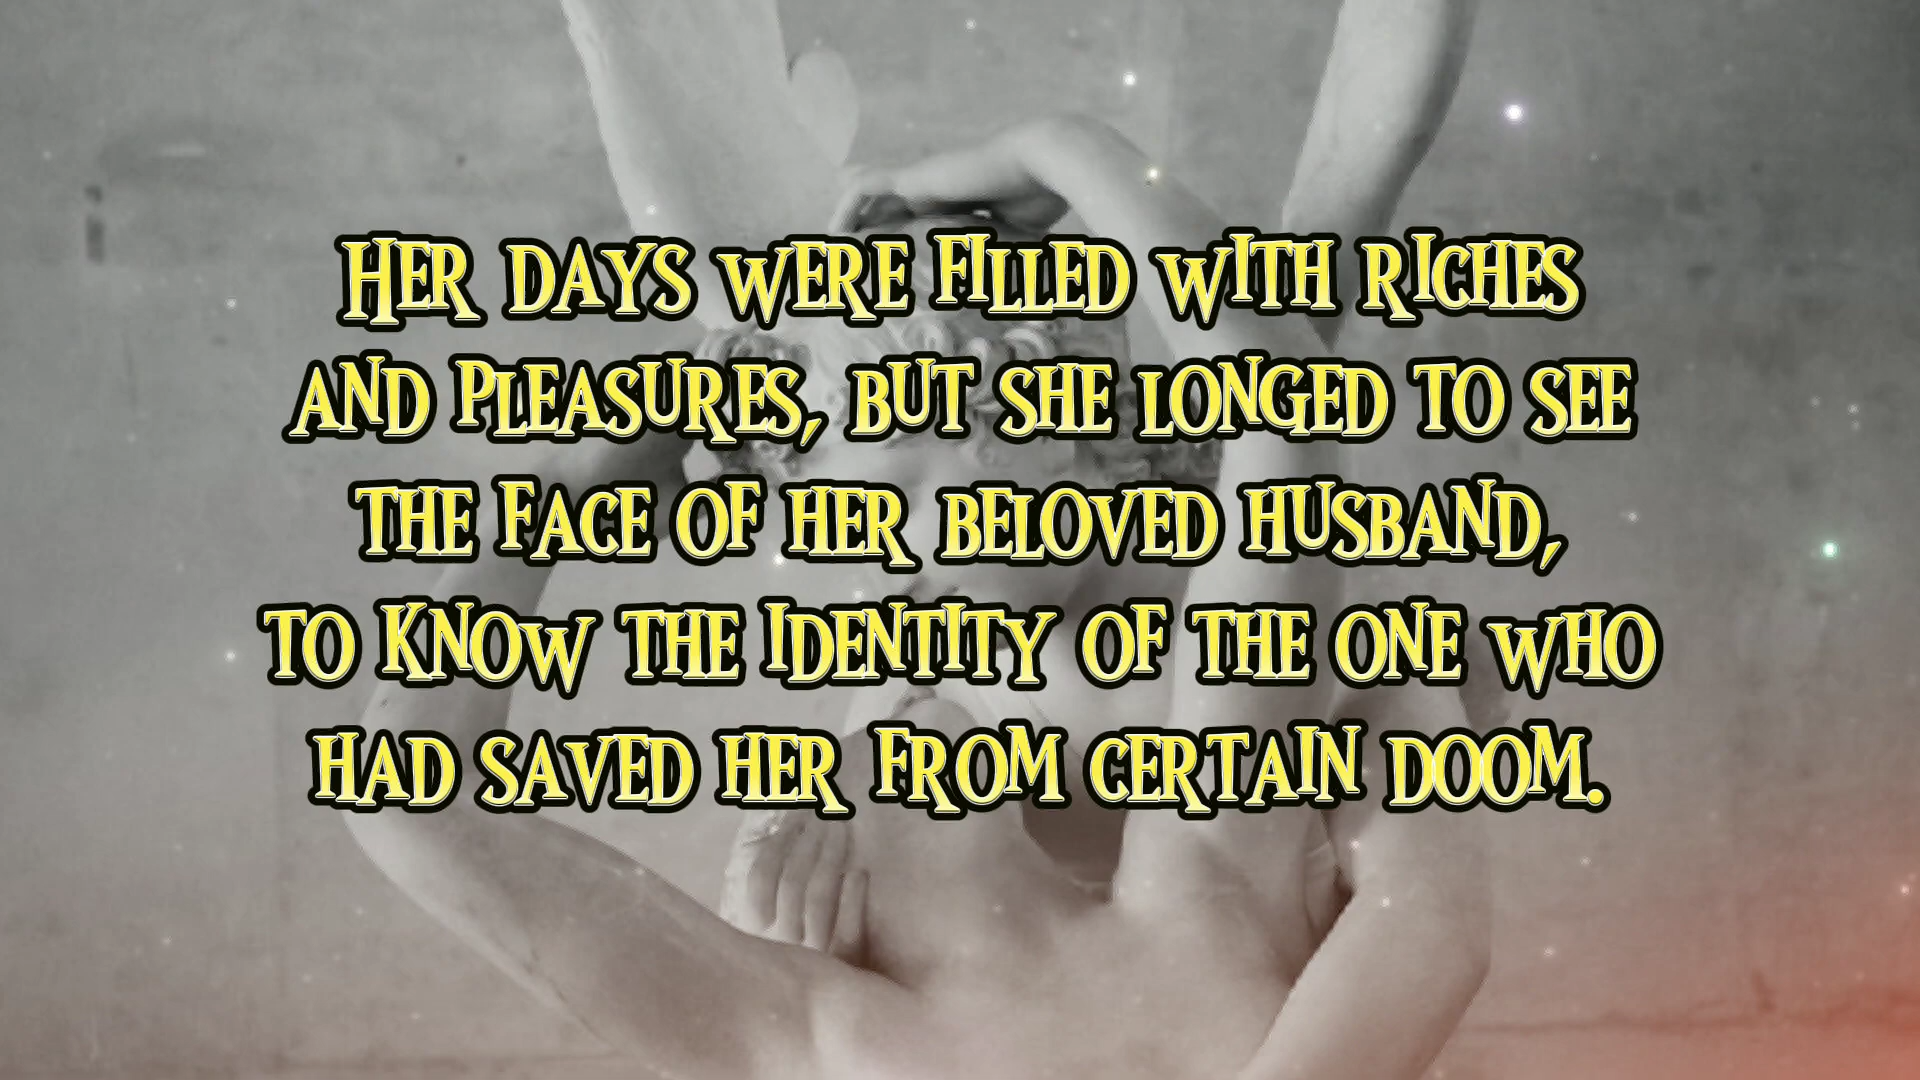 Her days were filled with riches
and pleasures, but she longed to see
the face of her beloved husband,
to know the identity of the one who
had saved her from certain doom.